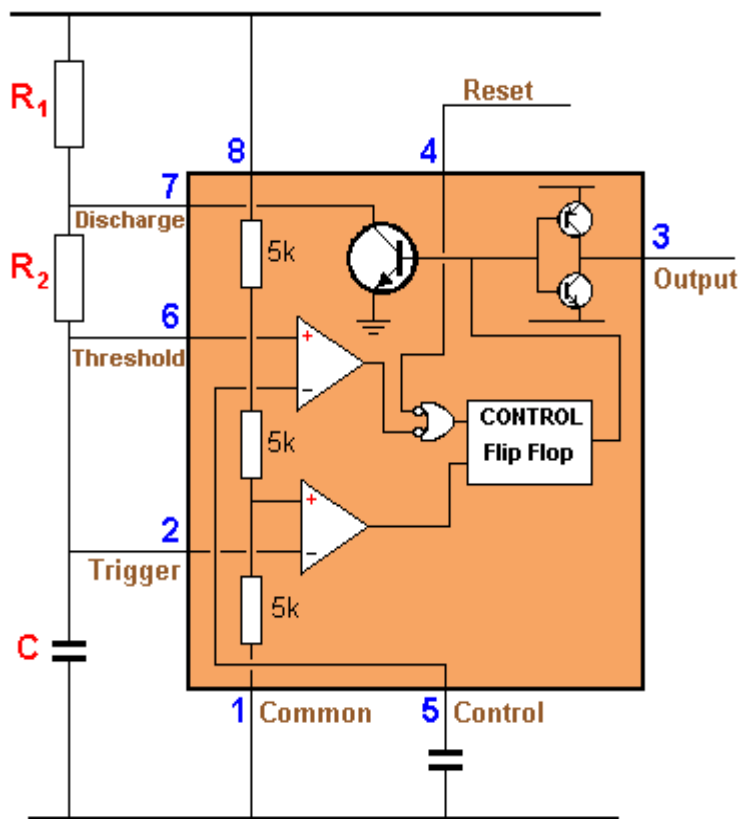 R1
Reset
8
4
7
Discharge
5k
3
Output
R2
6
Threshold
+
−
CONTROL
Flip Flop
5k
+
−
2
Trigger
5k
C
1 Common
5 Control